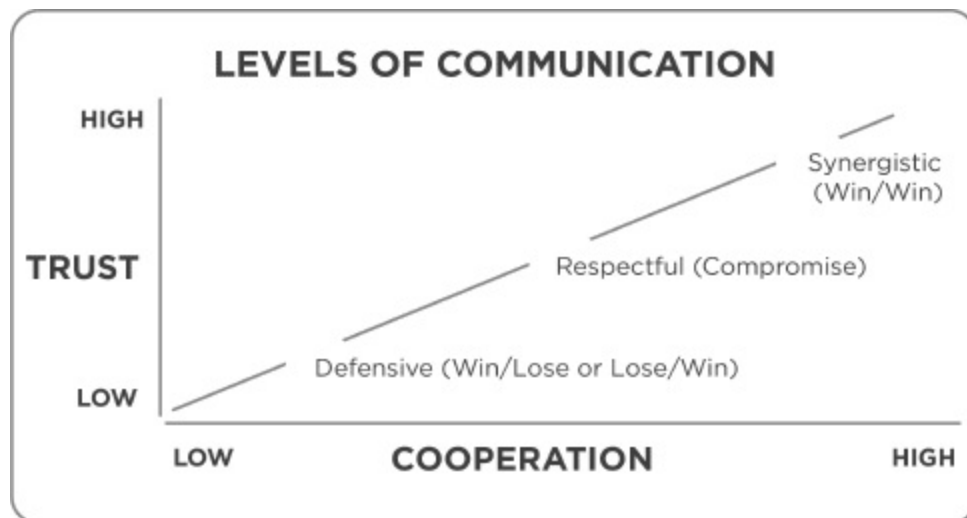 LEVELS OF COMMUNICATION
HIGH
Synergistic
(Win/Win)
TRUST
Respectful (Compromise)
Defensive (Win/Lose or Lose/Win)
LOW
LOW
COOPERATION
HIGH